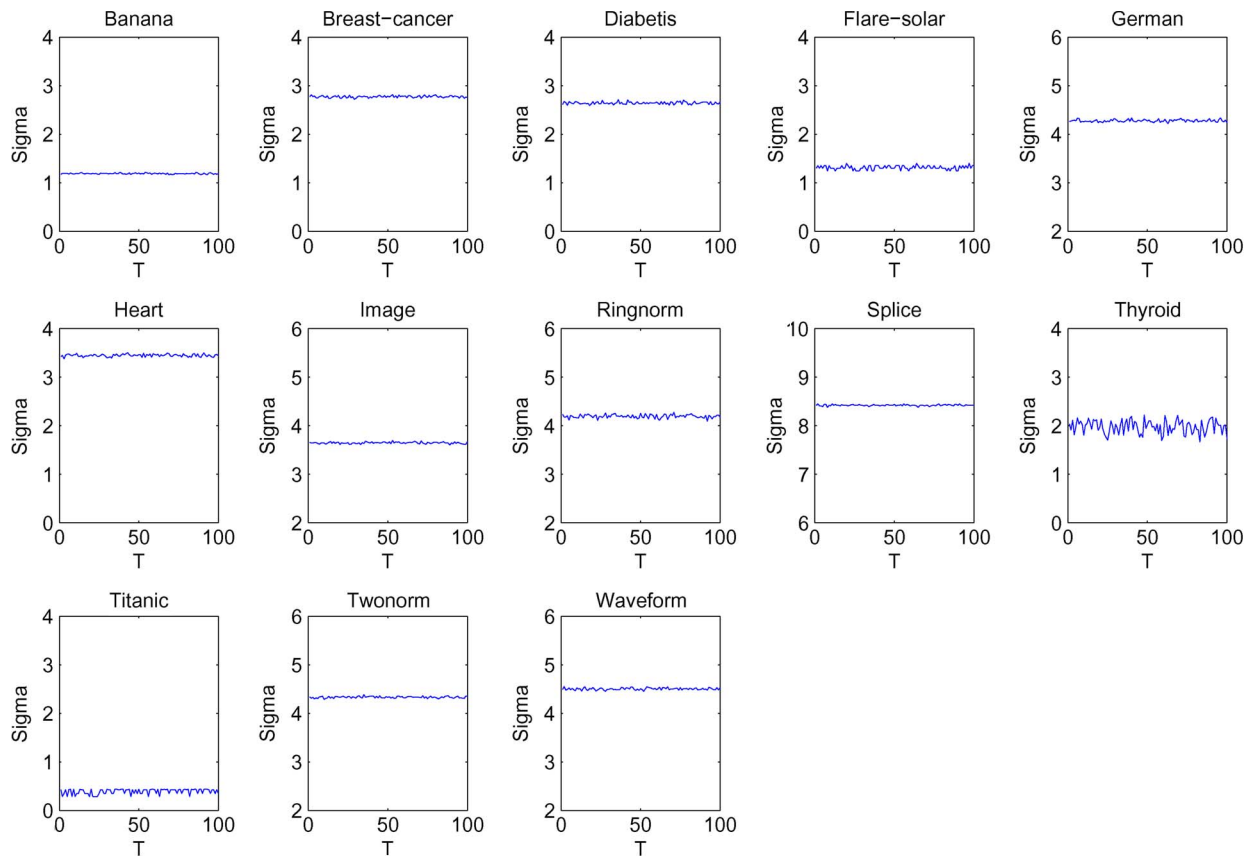 Banana
4
3
2
1
0
Sigma
0
50
100
T
Breast-cancer
4
3
2
1
0
Sigma
0
50
100
T
Diabetis
4
3
2
1
0
Sigma
0
50
100
T
Flare-solar
4
3
2
1
0
Sigma
0
50
100
T
German
6
5
4
3
2
Sigma
0
50
100
T
Heart
4
3
2
1
0
Sigma
0
50
100
T
Image
6
5
4
3
2
Sigma
0
50
100
T
Ringnorm
6
5
4
3
2
Sigma
0
50
100
T
Splice
10
9
8
7
6
Sigma
0
50
100
T
Thyroid
4
3
2
1
0
Sigma
0
50
100
T
Titanic
4
3
2
1
0
Sigma
0
50
100
T
Twonorm
6
5
4
3
2
Sigma
0
50
100
T
Waveform
6
5
4
3
2
Sigma
0
50
100
T